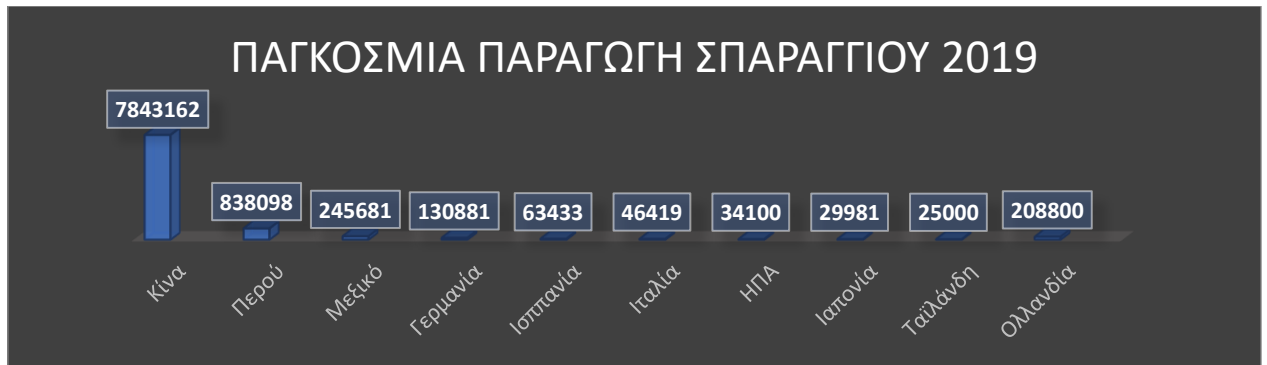 ΠΑΓΚΟΣΜΙΑ ΠΑΡΑΓΩΓΗ ΣΠΑΡΑΓΓΙΟΥ 2019
7843162
838098
245681
130881
63433
46419
34100
29981
25000
208800
Κίνα
Περού
Μεξικό
Γερμανία
Ισππανία
Ιταλία
ΗΠΑ
Ιαπονία
Ταϊλάνδη
Ολλανδία